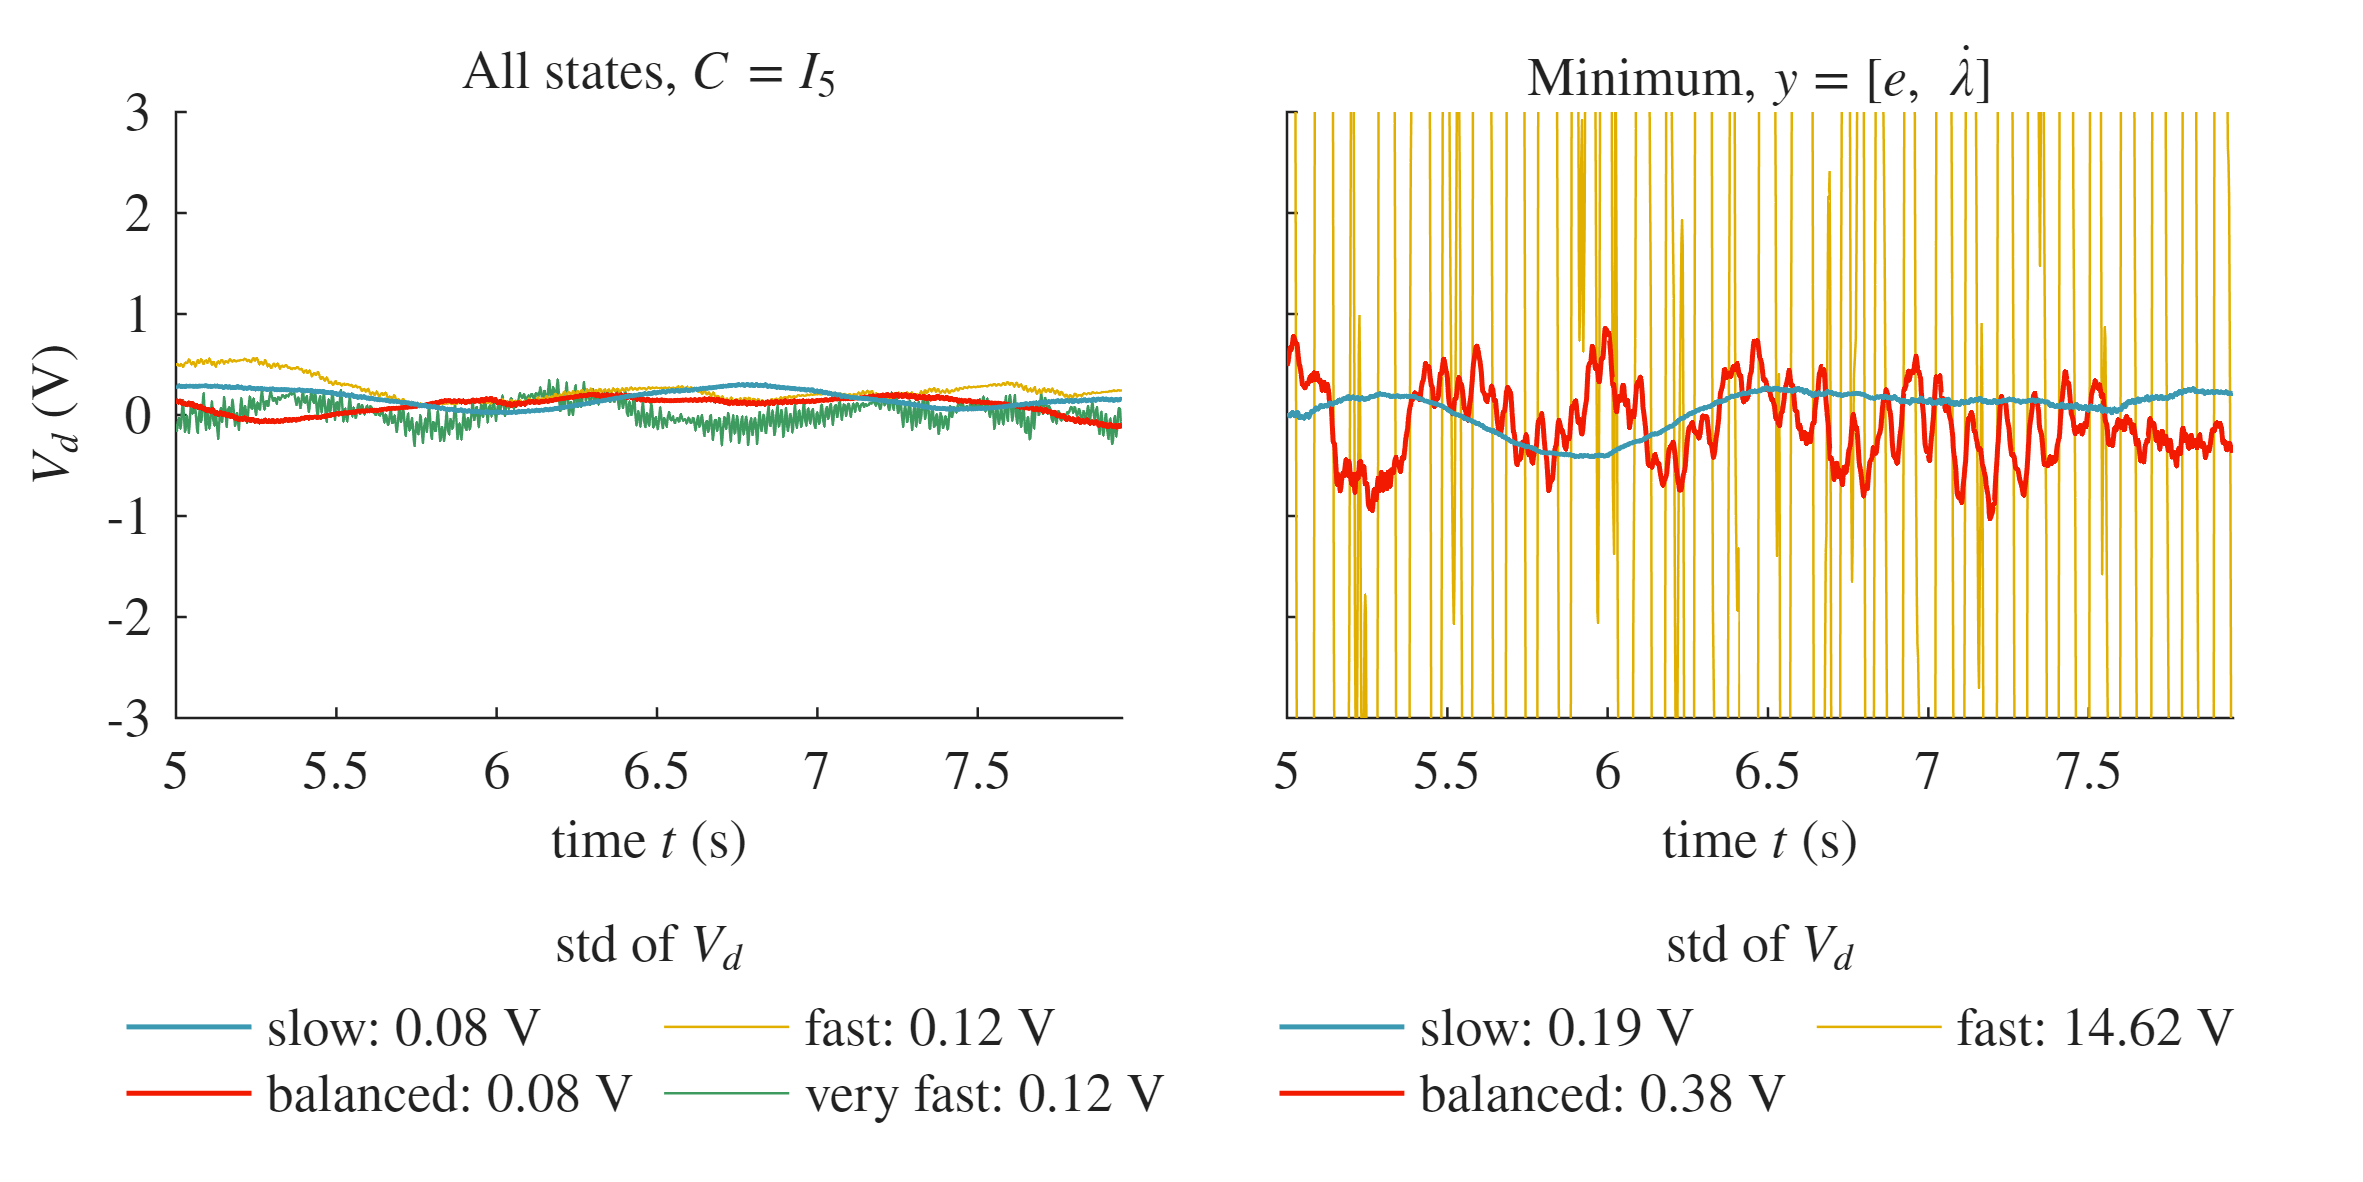 All states, C = I₅
Minimum, y = [e, λ̇]
V_d (V)
3
2
1
0
-1
-2
-3
5 5.5 6 6.5 7 7.5
5 5.5 6 6.5 7 7.5
time t (s)
time t (s)
std of V_d
slow: 0.08 V
fast: 0.12 V
balanced: 0.08 V
very fast: 0.12 V
std of V_d
slow: 0.19 V
fast: 14.62 V
balanced: 0.38 V